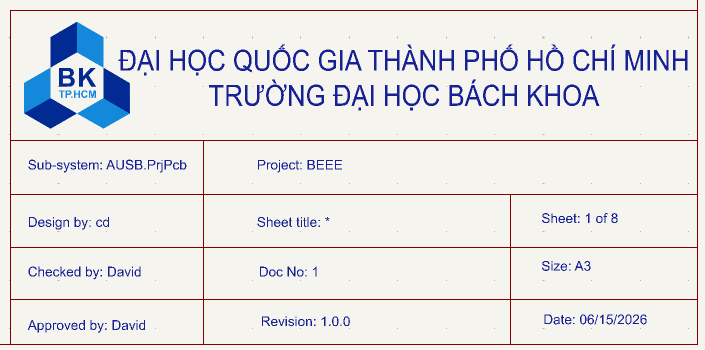 BK
TP.HCM
ĐẠI HỌC QUỐC GIA THÀNH PHỐ HỒ CHÍ MINH
TRƯỜNG ĐẠI HỌC BÁCH KHOA
Sub-system: AUSB.PrjPcb
Project: BEEE
Design by: cd
Sheet title: *
Sheet: 1 of 8
Checked by: David
Doc No: 1
Size: A3
Approved by: David
Revision: 1.0.0
Date: 06/15/2026